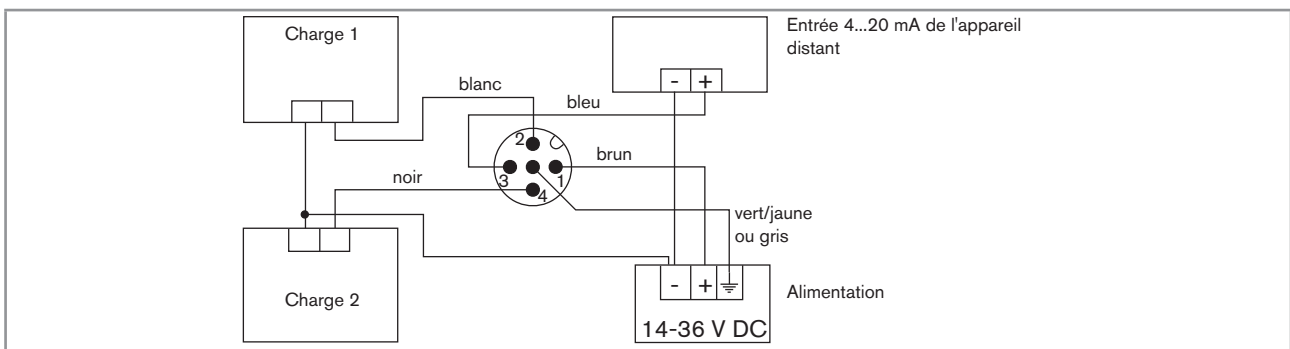 Charge 1
Entrée 4...20 mA de l'appareil
distant
- +
blanc
bleu
2
brun
3 1
noir
4
vert/jaune
ou gris
Charge 2
- +
Alimentation
14-36 V DC